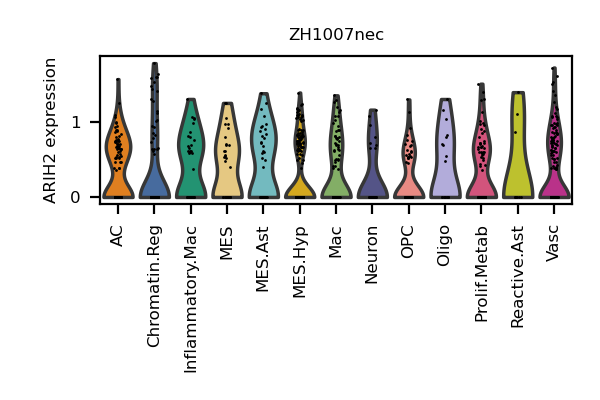 ZH1007nec
ARIH2 expression
1
0
AC
Chromatin.Reg
Inflammatory.Mac
MES
MES.Ast
MES.Hyp
Mac
Neuron
OPC
Oligo
Prolif.Metab
Reactive.Ast
Vasc